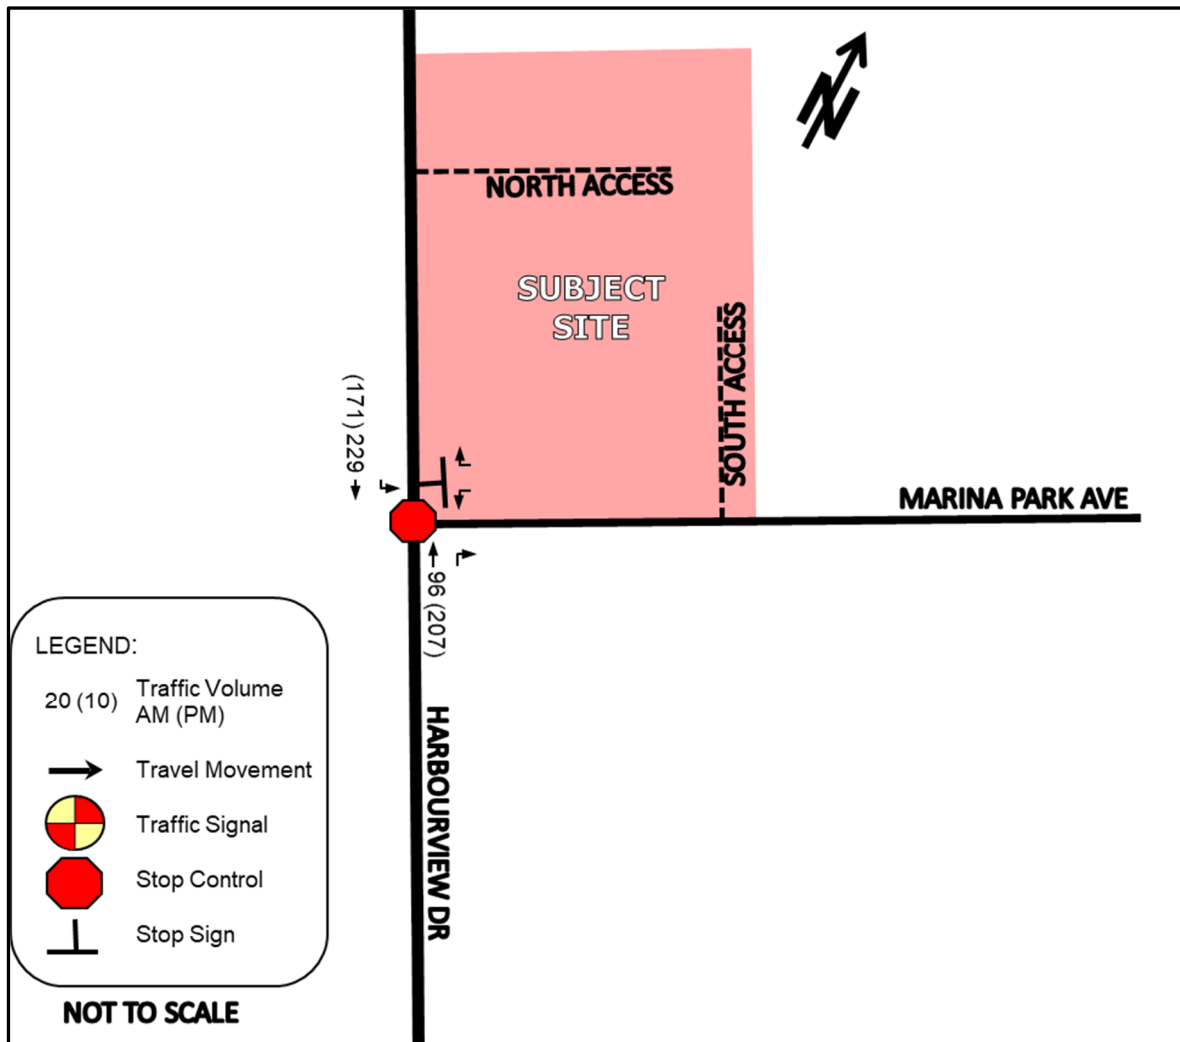 N
NORTH ACCESS
SUBJECT
SITE
SOUTH ACCESS
(171) 229
MARINA PARK AVE
96 (207)
HARBOURVIEW DR
LEGEND:
20 (10)
Traffic Volume
AM (PM)
Travel Movement
Traffic Signal
Stop Control
Stop Sign
NOT TO SCALE